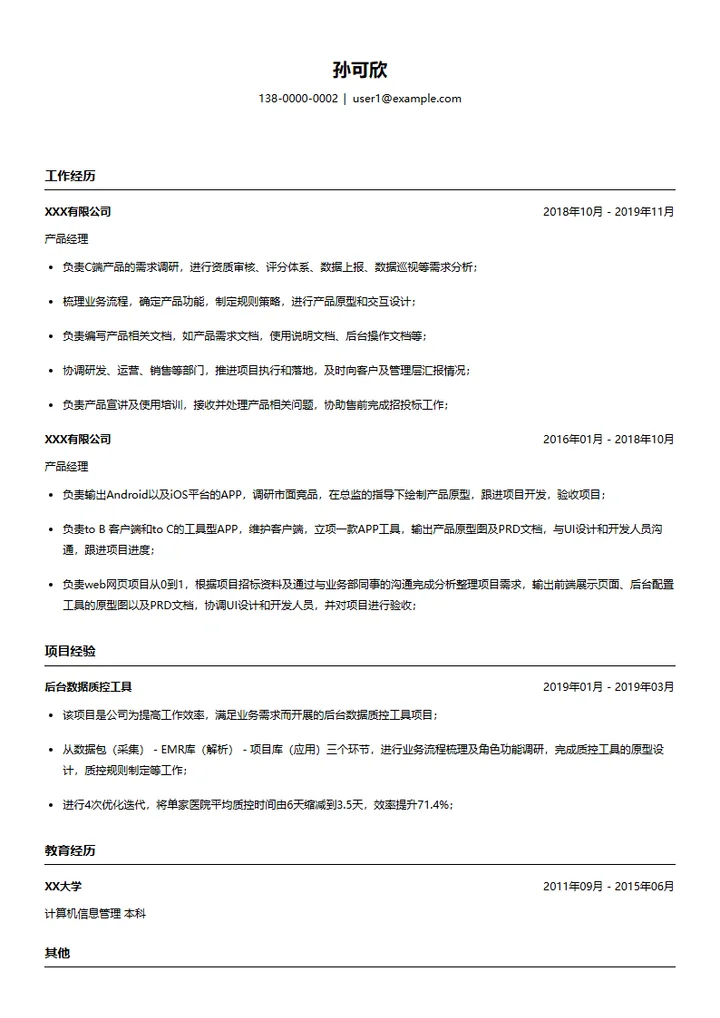 孙可欣
138-0000-0002 | user1@example.com
工作经历
XXX有限公司 2018年10月 - 2019年11月
产品经理
• 负责C端产品的需求调研，进行资质审核、评分体系、数据上报、数据巡视等需求分析；
• 梳理业务流程，确定产品功能，制定规则策略，进行产品原型和交互设计；
• 负责编写产品相关文档，如产品需求文档，使用说明文档、后台操作文档等；
• 协调研发、运营、销售等部门，推进项目执行和落地，及时向客户及管理层汇报情况；
• 负责产品宣讲及使用培训，接收并处理产品相关问题，协助售前完成招投标工作；
XXX有限公司 2016年01月 - 2018年10月
产品经理
• 负责输出Android以及iOS平台的APP，调研市面竞品，在总监的指导下绘制产品原型，跟进项目开发，验收项目；
• 负责to B 客户端和to C的工具型APP，维护客户端，立项一款APP工具，输出产品原型图及PRD文档，与UI设计和开发人员沟
通，跟进项目进度；
• 负责web网页项目从0到1，根据项目招标资料及通过与业务部同事的沟通完成分析整理项目需求，输出前端展示页面、后台配置
工具的原型图以及PRD文档，协调UI设计和开发人员，并对项目进行验收；
项目经验
后台数据质控工具 2019年01月 - 2019年03月
• 该项目是公司为提高工作效率，满足业务需求而开展的后台数据质控工具项目；
• 从数据包（采集） - EMR库（解析） - 项目库（应用）三个环节，进行业务流程梳理及角色功能调研，完成质控工具的原型设
计，质控规则制定等工作；
• 进行4次优化迭代，将单家医院平均质控时间由6天缩减到3.5天，效率提升71.4%；
教育经历
XX大学 2011年09月 - 2015年06月
计算机信息管理 本科
其他